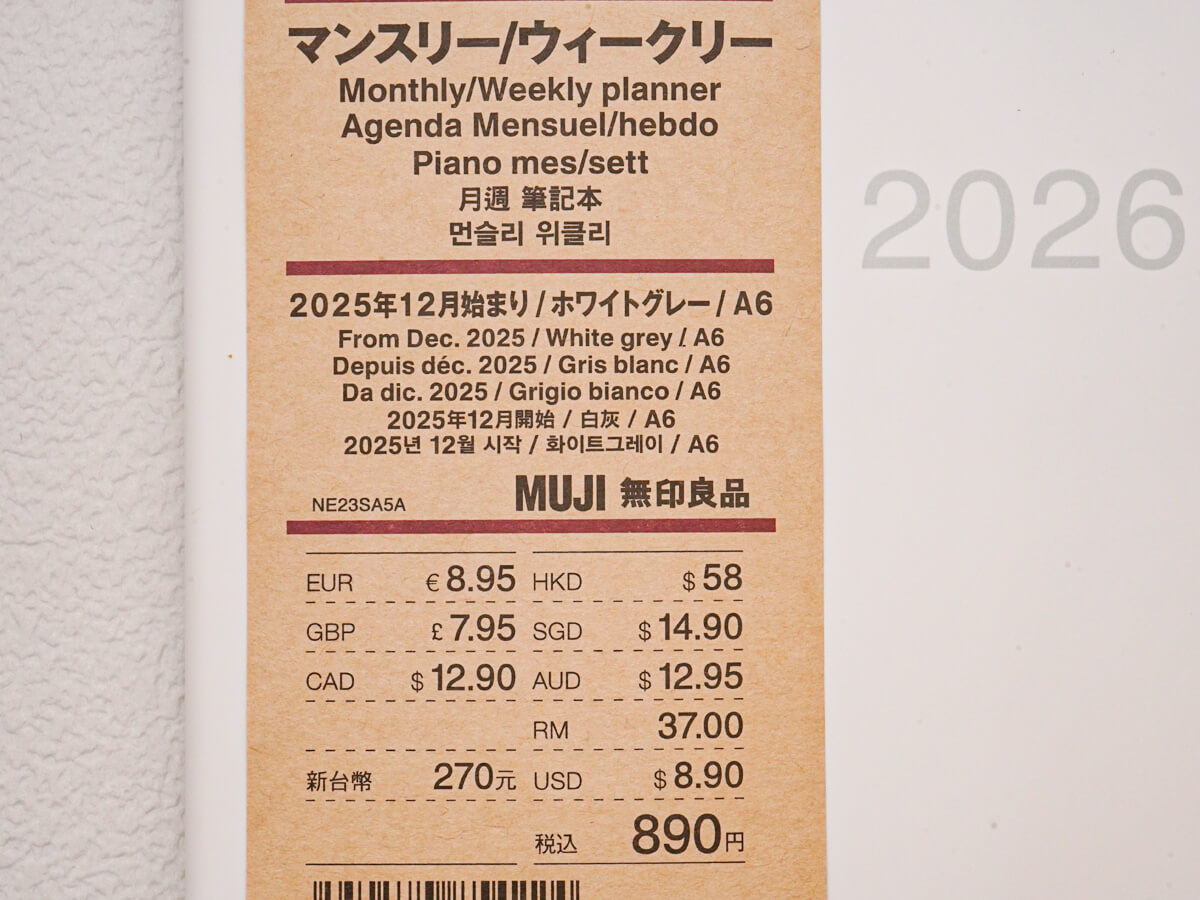 マンスリー/ウィークリー
Monthly/Weekly planner
Agenda Mensuel/hebdo
Piano mes/sett
月週 筆記本
먼슬리 위클리
2026
2025年12月始まり/ホワイトグレー/A6
From Dec. 2025 / White grey / A6
Depuis déc. 2025 / Gris blanc / A6
Da dic. 2025 / Grigio bianco / A6
2025年12月開始 / 白灰 / A6
2025년 12월 시작 / 화이트그레이 / A6
NE23SA5A MUJI 無印良品
EUR € 8.95 HKD $ 58
GBP £ 7.95 SGD $ 14.90
CAD $ 12.90 AUD $ 12.95
RM 37.00
新台幣 270元 USD $ 8.90
税込 890円